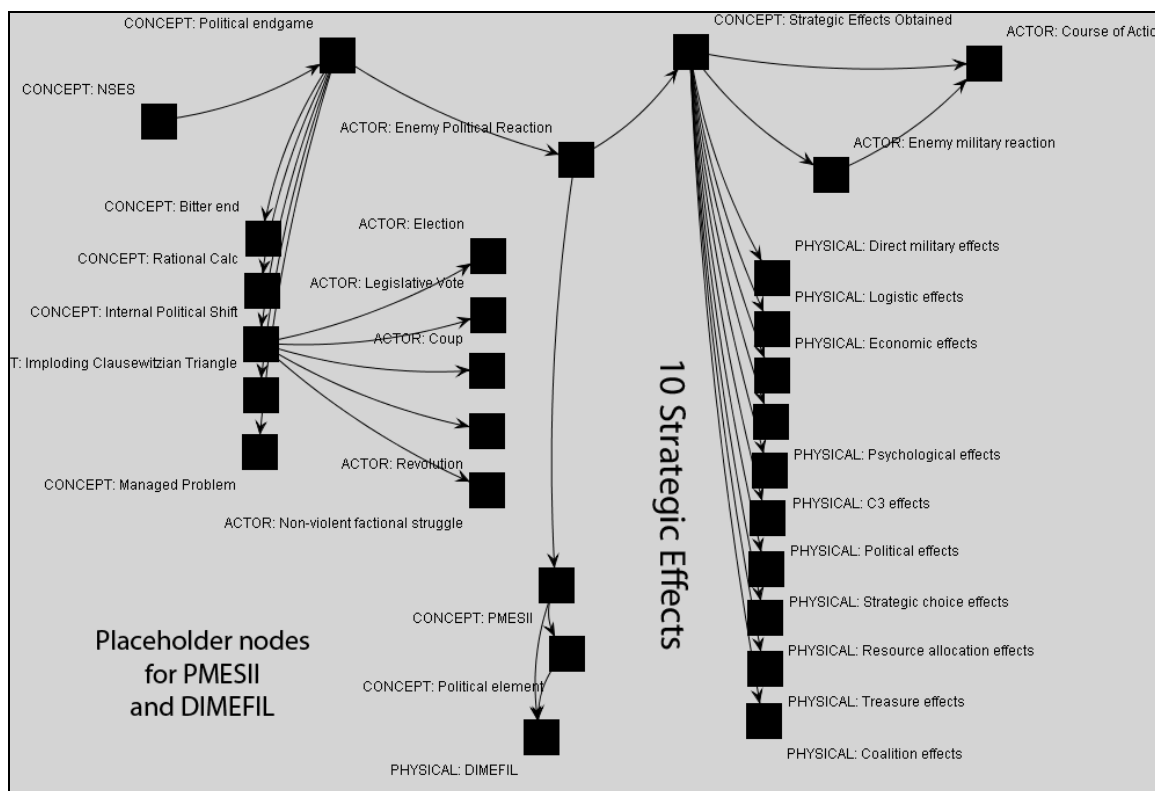 CONCEPT: Political endgame
CONCEPT: Strategic Effects Obtained
ACTOR: Course of Actio
CONCEPT: NSES
ACTOR: Enemy Political Reaction
ACTOR: Enemy military reaction
CONCEPT: Bitter end
ACTOR: Election
PHYSICAL: Direct military effects
CONCEPT: Rational Calc
ACTOR: Legislative Vote
PHYSICAL: Logistic effects
CONCEPT: Internal Political Shift
ACTOR: Coup
PHYSICAL: Economic effects
T: Imploding Clausewitzian Triangle
10 Strategic Effects
PHYSICAL: Psychological effects
ACTOR: Revolution
CONCEPT: Managed Problem
PHYSICAL: C3 effects
ACTOR: Non-violent factional struggle
PHYSICAL: Political effects
PHYSICAL: Strategic choice effects
CONCEPT: PMESII
Placeholder nodes
for PMESII
and DIMEFIL
PHYSICAL: Resource allocation effects
CONCEPT: Political element
PHYSICAL: Treasure effects
PHYSICAL: DIMEFIL
PHYSICAL: Coalition effects